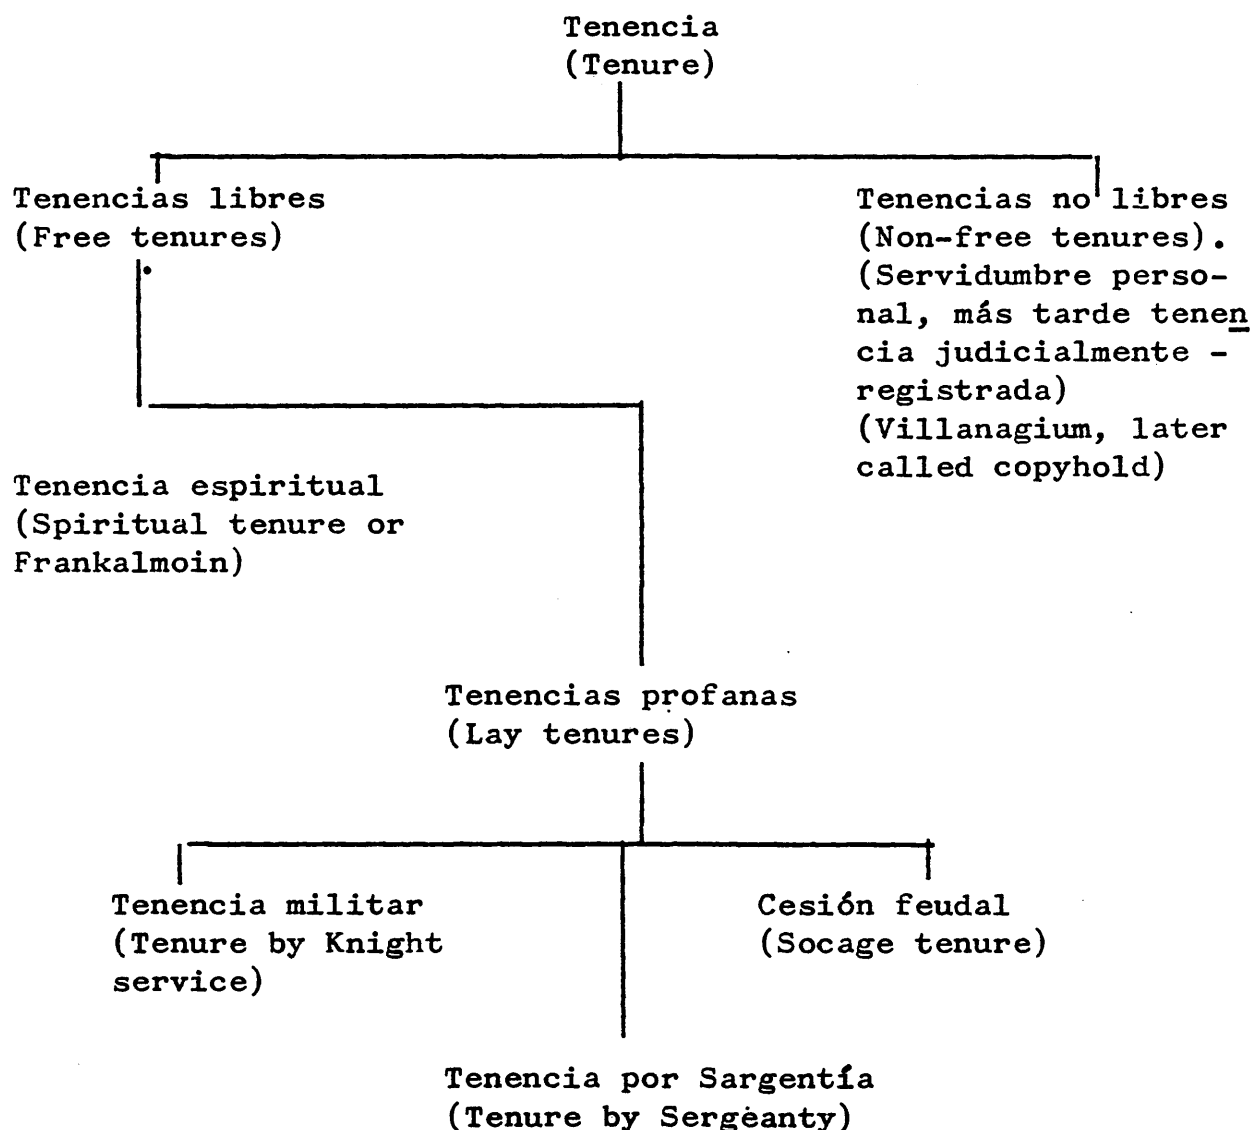 Tenencia
(Tenure)
Tenencias libres
(Free tenures)
Tenencias no libres
(Non-free tenures).
(Servidumbre perso-
nal, más tarde tenen
cia judicialmente -
registrada)
(Villanagium, later
called copyhold)
Tenencia espiritual
(Spiritual tenure or
Frankalmoin)
Tenencias profanas
(Lay tenures)
Tenencia militar
(Tenure by Knight
service)
Cesión feudal
(Socage tenure)
Tenencia por Sargentía
(Tenure by Sergeanty)